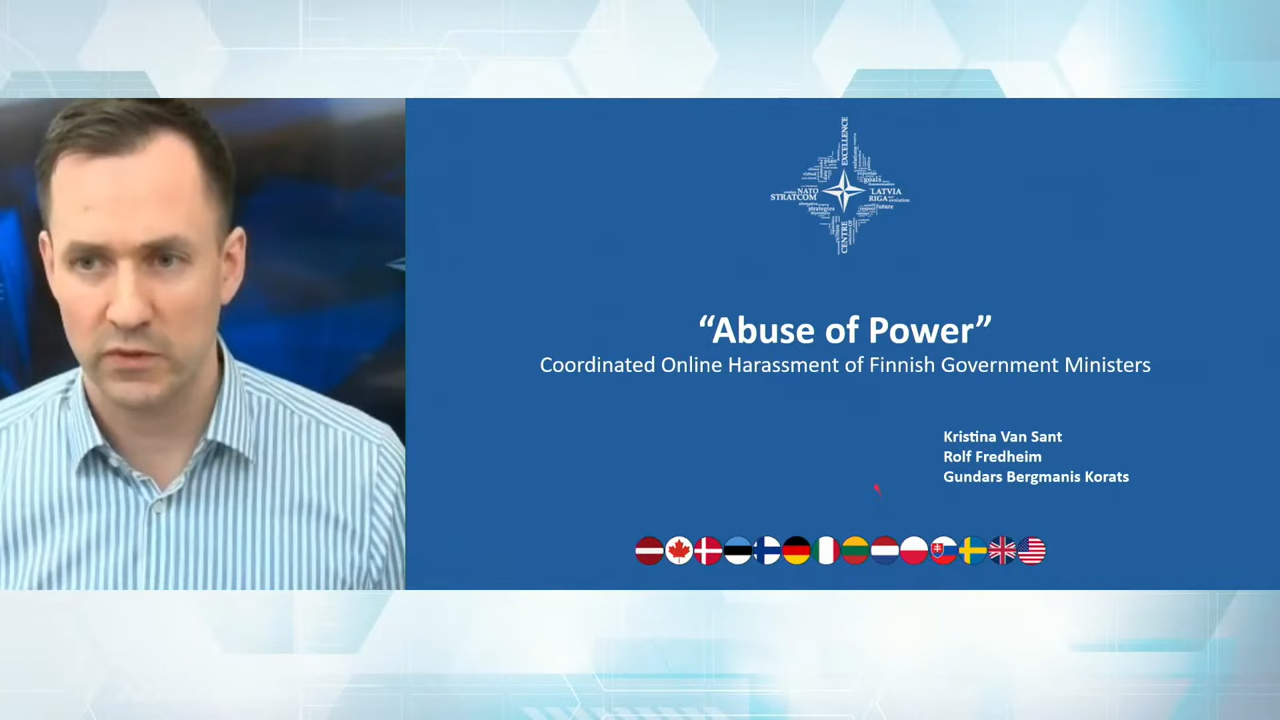 EXCELLENCE
goals
NATO
STRATCOM
LATVIA
RIGA
strategies
future
CENTRE
“Abuse of Power”
Coordinated Online Harassment of Finnish Government Ministers
Kristina Van Sant
Rolf Fredheim
Gundars Bergmanis Korats